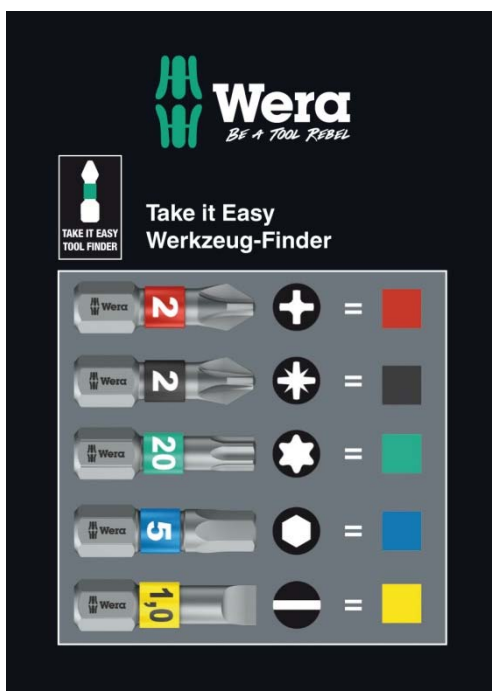 Wera
BE A TOOL REBEL
TAKE IT EASY
TOOL FINDER
Take it Easy
Werkzeug-Finder
Wera 2 =
Wera 2 =
Wera 20 =
Wera 5 =
Wera 1,0 =